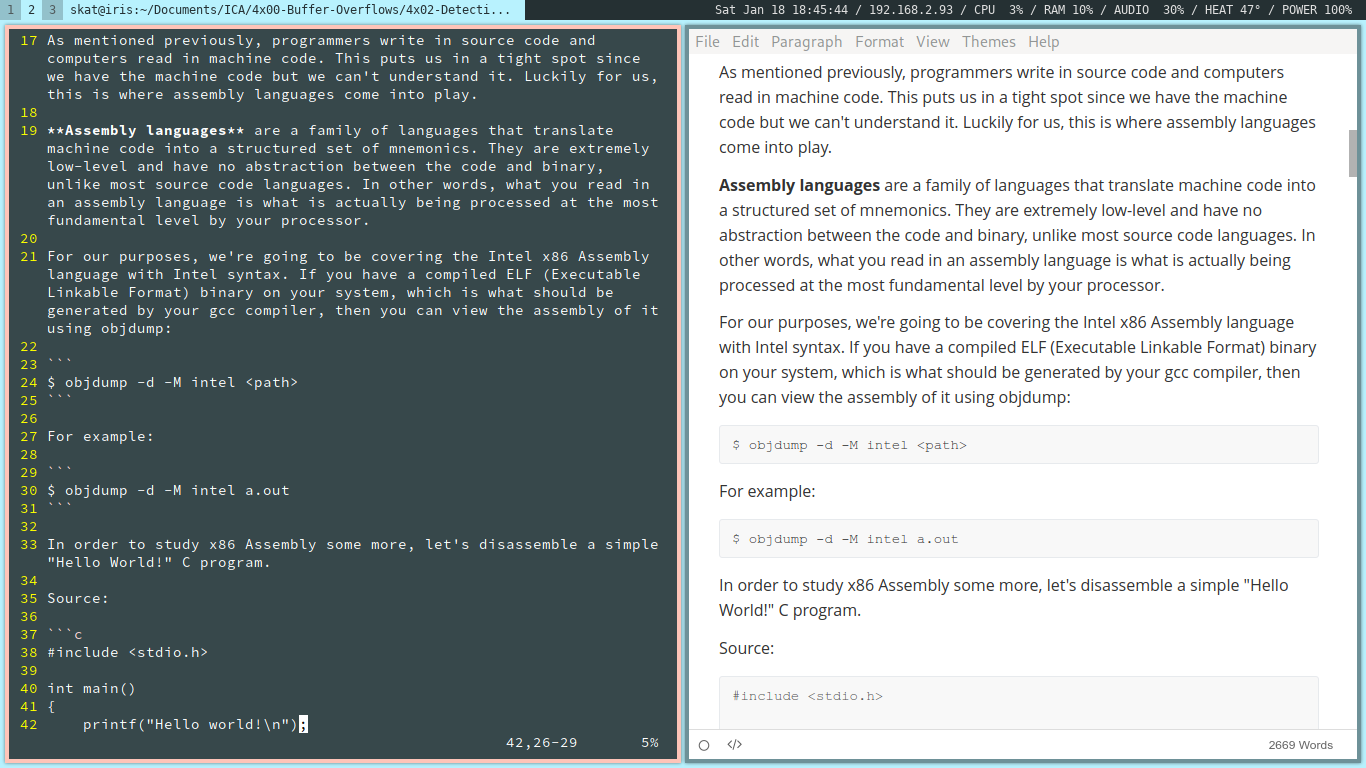 1 2 3 skat@iris:~/Documents/ICA/4x00-Buffer-Overflows/4x02-Detecti... Sat Jan 18 18:45:44 / 192.168.2.93 / CPU 3% / RAM 10% / AUDIO 30% / HEAT 47° / POWER 100%
17 As mentioned previously, programmers write in source code and
computers read in machine code. This puts us in a tight spot since
we have the machine code but we can't understand it. Luckily for us,
this is where assembly languages come into play.
18
19 **Assembly languages** are a family of languages that translate
machine code into a structured set of mnemonics. They are extremely
low-level and have no abstraction between the code and binary,
unlike most source code languages. In other words, what you read in
an assembly language is what is actually being processed at the most
fundamental level by your processor.
20
21 For our purposes, we're going to be covering the Intel x86 Assembly
language with Intel syntax. If you have a compiled ELF (Executable
Linkable Format) binary on your system, which is what should be
generated by your gcc compiler, then you can view the assembly of it
using objdump:
22
23 ```
24 $ objdump -d -M intel <path>
25 ```
26
27 For example:
28
29 ```
30 $ objdump -d -M intel a.out
31 ```
32
33 In order to study x86 Assembly some more, let's disassemble a simple
"Hello World!" C program.
34
35 Source:
36
37 ```c
38 #include <stdio.h>
39
40 int main()
41 {
42     printf("Hello world!\n");
42,26-29 5%
File Edit Paragraph Format View Themes Help
As mentioned previously, programmers write in source code and computers
read in machine code. This puts us in a tight spot since we have the machine
code but we can't understand it. Luckily for us, this is where assembly languages
come into play.
Assembly languages are a family of languages that translate machine code into
a structured set of mnemonics. They are extremely low-level and have no
abstraction between the code and binary, unlike most source code languages. In
other words, what you read in an assembly language is what is actually being
processed at the most fundamental level by your processor.
For our purposes, we're going to be covering the Intel x86 Assembly language
with Intel syntax. If you have a compiled ELF (Executable Linkable Format) binary
on your system, which is what should be generated by your gcc compiler, then
you can view the assembly of it using objdump:
$ objdump -d -M intel <path>
For example:
$ objdump -d -M intel a.out
In order to study x86 Assembly some more, let's disassemble a simple "Hello
World!" C program.
Source:
#include <stdio.h>
</> 2669 Words